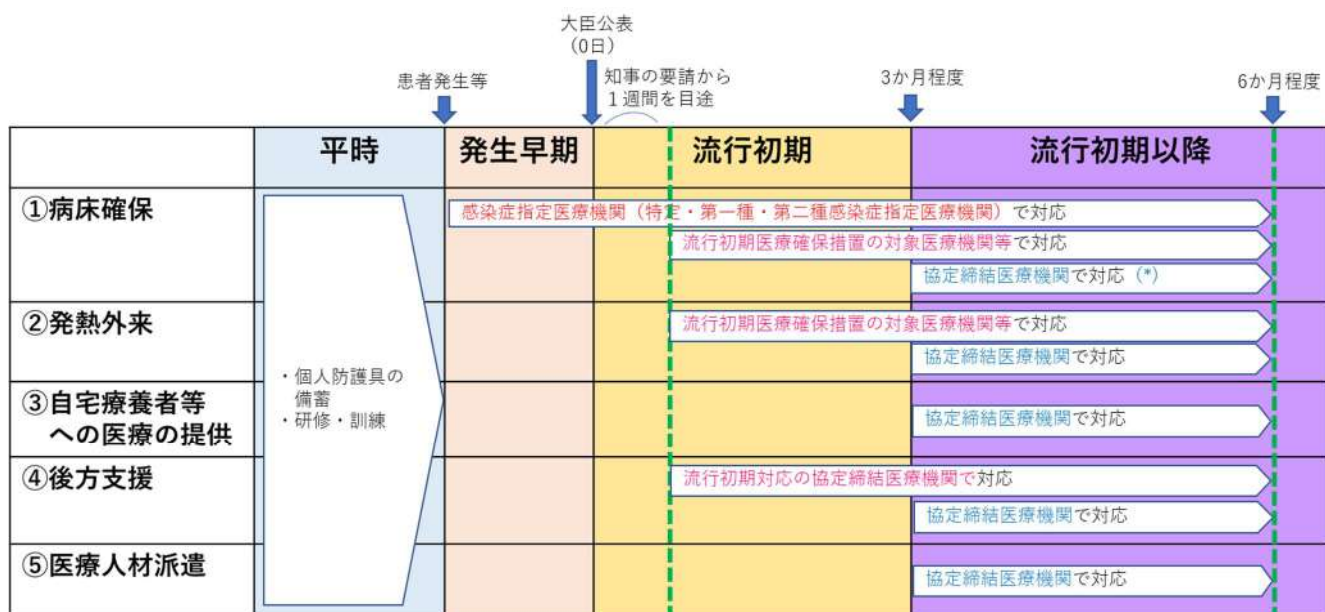 大臣公表
(0日)
患者発生等
知事の要請から
1週間を目途
3か月程度
6か月程度
平時
発生早期
流行初期
流行初期以降
①病床確保
感染症指定医療機関（特定・第一種・第二種感染症指定医療機関）で対応
流行初期医療確保措置の対象医療機関等で対応
協定締結医療機関で対応（*）
②発熱外来
流行初期医療確保措置の対象医療機関等で対応
協定締結医療機関で対応
・個人防護具の
備蓄
・研修・訓練
③自宅療養者等
への医療の提供
協定締結医療機関で対応
④後方支援
流行初期対応の協定締結医療機関で対応
協定締結医療機関で対応
⑤医療人材派遣
協定締結医療機関で対応